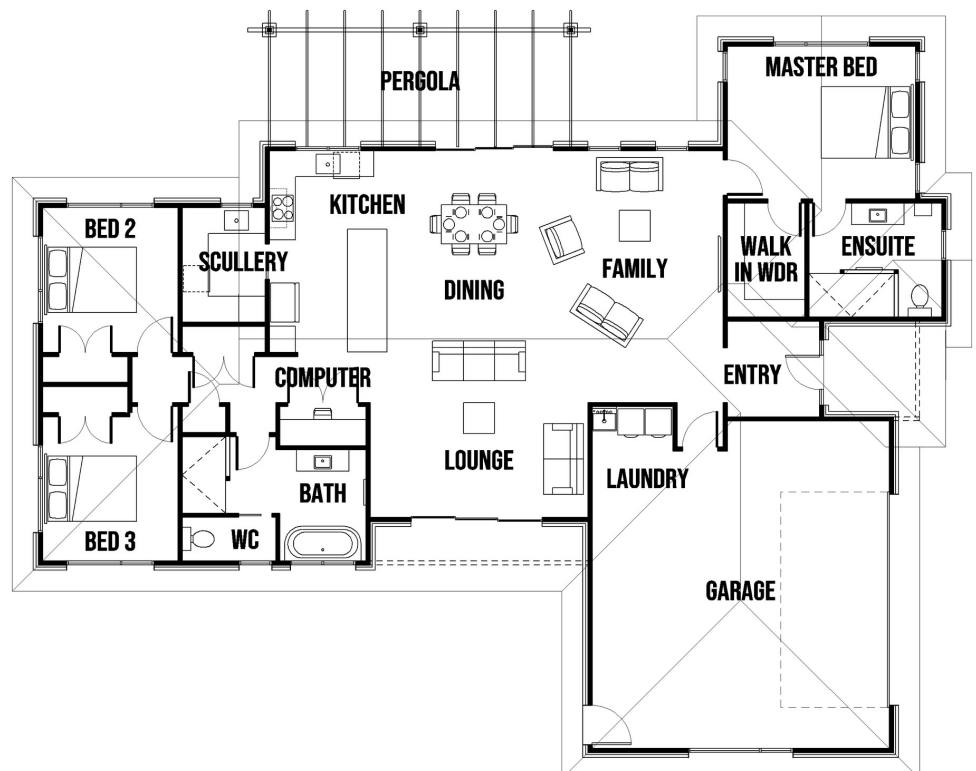 PERGOLA
MASTER BED
KITCHEN
BED 2
SCULLERY
DINING
FAMILY
WALK
IN WDR
ENSUITE
COMPUTER
ENTRY
LOUNGE
LAUNDRY
BATH
BED 3
WC
GARAGE